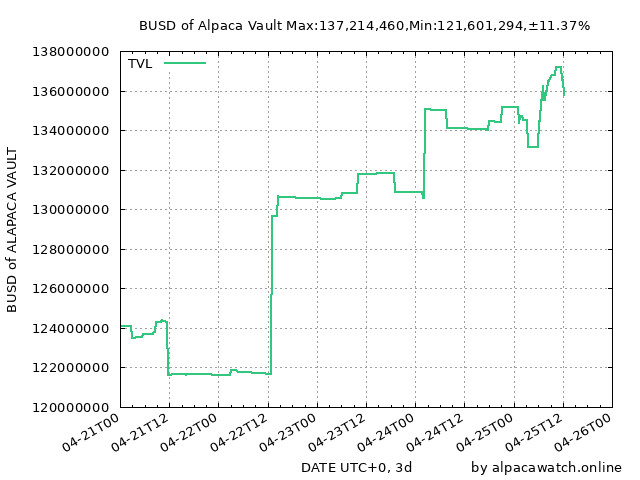 BUSD of Alpaca Vault Max:137,214,460,Min:121,601,294,±11.37%
TVL
138000000
136000000
134000000
132000000
130000000
128000000
126000000
124000000
122000000
120000000
BUSD of ALAPACA VAULT
04-21T00
04-21T12
04-22T00
04-22T12
04-23T00
04-23T12
04-24T00
04-24T12
04-25T00
04-25T12
04-26T00
DATE UTC+0, 3d
by alpacawatch.online